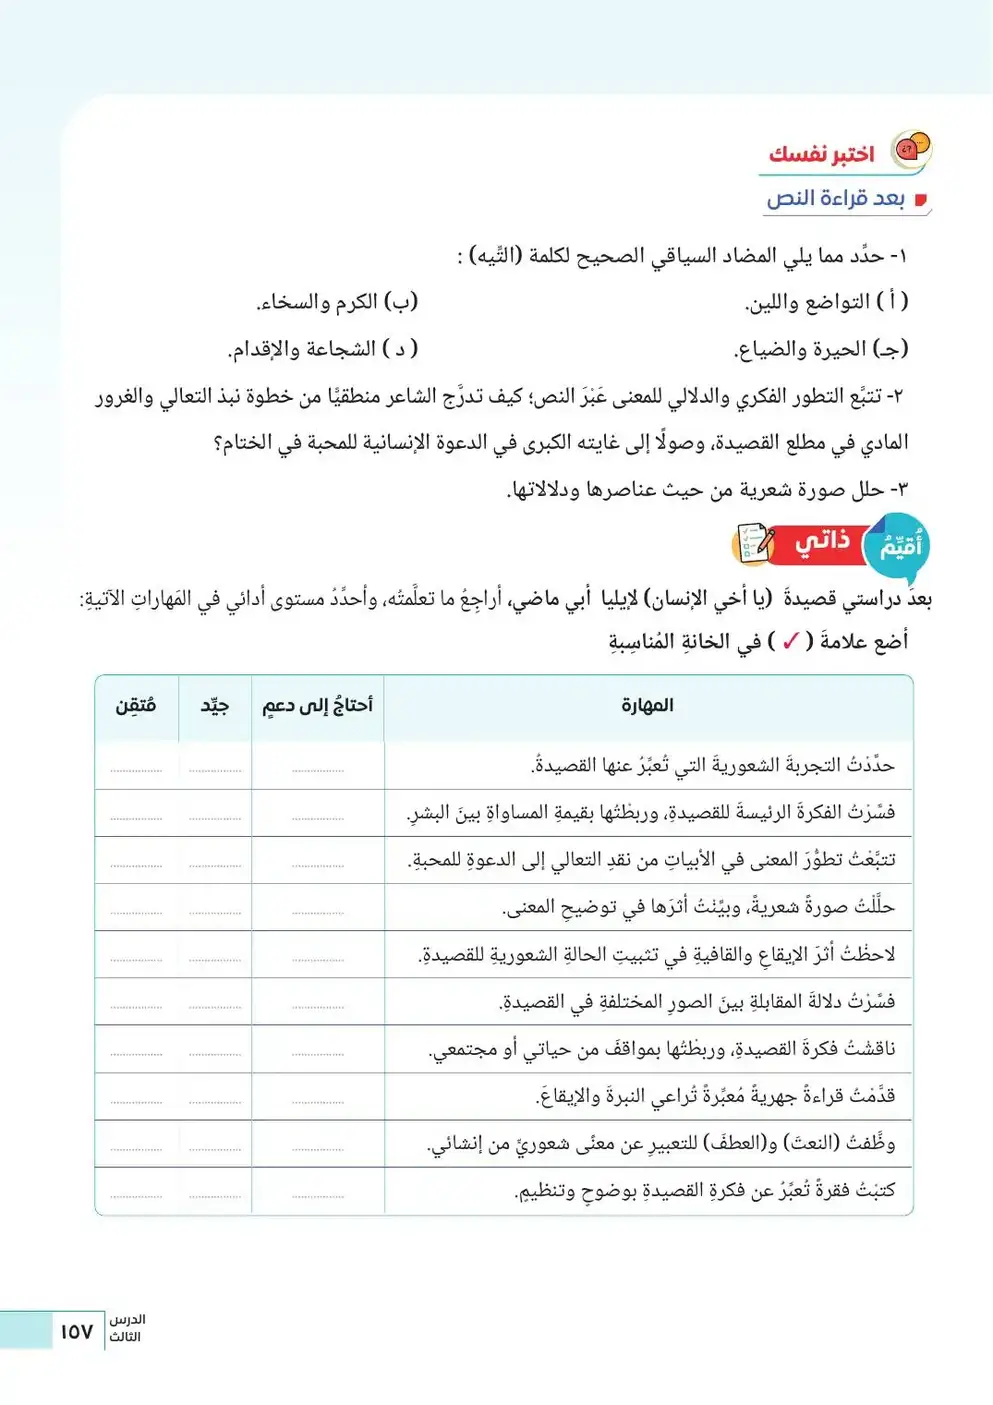 اختبر نفسك
بعد قراءة النص
١- حدِّد مما يلي المضاد السياقي الصحيح لكلمة (التِّيه) :
( أ ) التواضع واللين.
(ب) الكرم والسخاء.
(جـ) الحيرة والضياع.
( د ) الشجاعة والإقدام.
٢- تتبَّع التطور الفكري والدلالي للمعنى عَبْرَ النص؛ كيف تدرَّج الشاعر منطقيًّا من خطوة نبذ التعالي والغرور
المادي في مطلع القصيدة، وصولًا إلى غايته الكبرى في الدعوة الإنسانية للمحبة في الختام؟
٣- حلل صورة شعرية من حيث عناصرها ودلالاتها.
أُقيِّمُ ذاتي
بعدَ دراستي قصيدةَ (يا أخي الإنسان) لإيليا أبي ماضي، أراجِعُ ما تعلَّمتُه، وأحدِّدُ مستوى أدائي في المَهاراتِ الآتيةِ:
أضع علامةَ ( ✓ ) في الخانةِ المُناسِبةِ
المهارة أحتاجُ إلى دعمٍ جيِّد مُتقِن
حدَّدْتُ التجربةَ الشعوريةَ التي تُعبِّرُ عنها القصيدةُ. .............. .............. ..............
فسَّرْتُ الفكرةَ الرئيسةَ للقصيدةِ، وربطْتُها بقيمةِ المساواةِ بينَ البشرِ. .............. .............. ..............
تتبَّعْتُ تطوُّرَ المعنى في الأبياتِ من نقدِ التعالي إلى الدعوةِ للمحبةِ. .............. .............. ..............
حلَّلْتُ صورةً شعريةً، وبيَّنْتُ أثرَها في توضيحِ المعنى. .............. .............. ..............
لاحظْتُ أثرَ الإيقاعِ والقافيةِ في تثبيتِ الحالةِ الشعوريةِ للقصيدةِ. .............. .............. ..............
فسَّرْتُ دلالةَ المقابلةِ بينَ الصورِ المختلفةِ في القصيدةِ. .............. .............. ..............
ناقشْتُ فكرةَ القصيدةِ، وربطْتُها بمواقفَ من حياتي أو مجتمعي. .............. .............. ..............
قدَّمْتُ قراءةً جهريةً مُعبِّرةً تُراعي النبرةَ والإيقاعَ. .............. .............. ..............
وظَّفتُ (النعتَ) و(العطفَ) للتعبيرِ عن معنًى شعوريٍّ من إنشائي. .............. .............. ..............
كتبْتُ فقرةً تُعبِّرُ عن فكرةِ القصيدةِ بوضوحٍ وتنظيمٍ. .............. .............. ..............
الدرس
الثالث
١٥٧